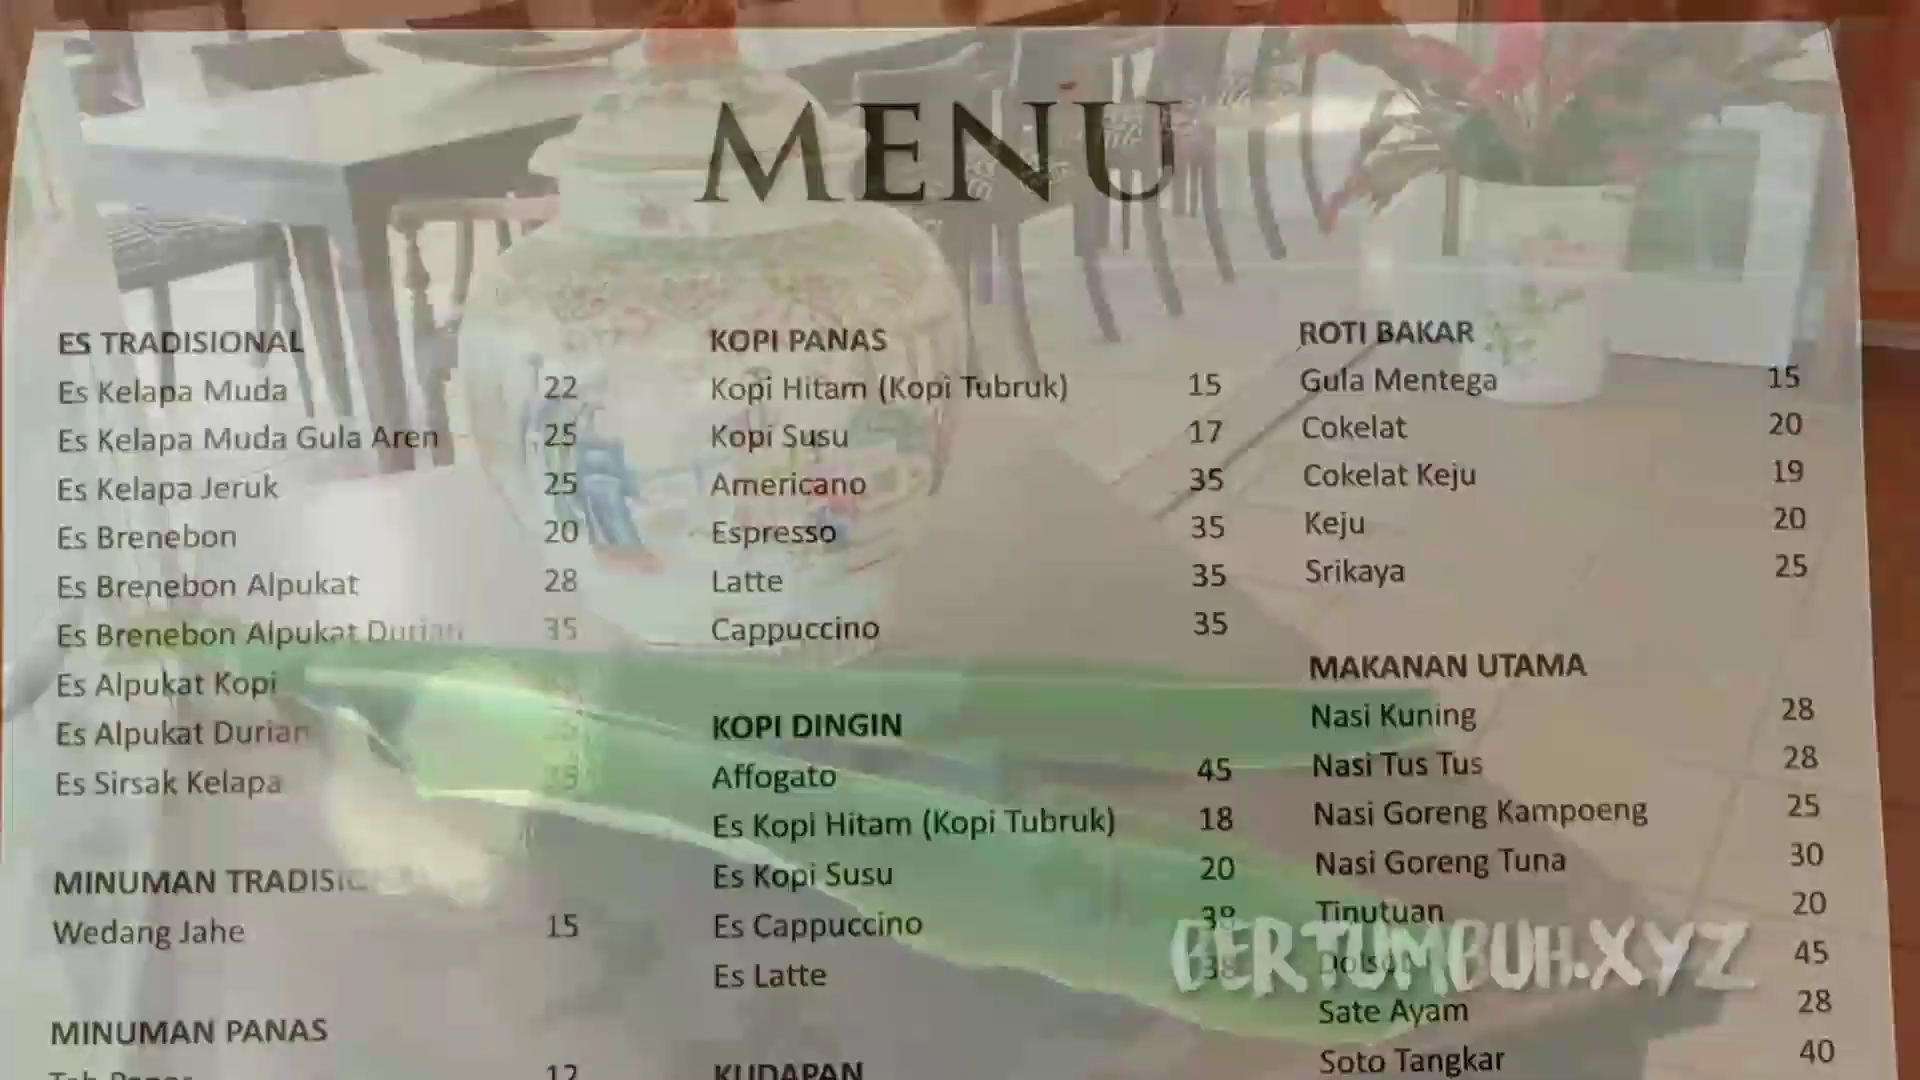 MENU
ES TRADISIONAL
Es Kelapa Muda 22
Es Kelapa Muda Gula Aren 25
Es Kelapa Jeruk 25
Es Brenebon 20
Es Brenebon Alpukat 28
Es Brenebon Alpukat Durian 35
Es Alpukat Kopi
Es Alpukat Durian
Es Sirsak Kelapa
MINUMAN
Wedang Jahe 15
MINUMAN PANAS
12
KOPI PANAS
Kopi Hitam (Kopi Tubruk) 15
Kopi Susu 17
Americano 35
Espresso 35
Latte 35
Cappuccino 35
KOPI DINGIN
Affogato 45
Es Kopi Hitam (Kopi Tubruk) 18
Es Kopi Susu 20
Es Cappuccino 38
Es Latte 38
KUDAPAN
ROTI BAKAR
Gula Mentega 15
Cokelat 20
Cokelat Keju 19
Keju 20
Srikaya 25
MAKANAN UTAMA
Nasi Kuning 28
Nasi Tus Tus 28
Nasi Goreng Kampoeng 25
Nasi Goreng Tuna 30
Tinutuan 20
45
Sate Ayam 28
Soto Tangkar 40
BERTUMBUH.XYZ